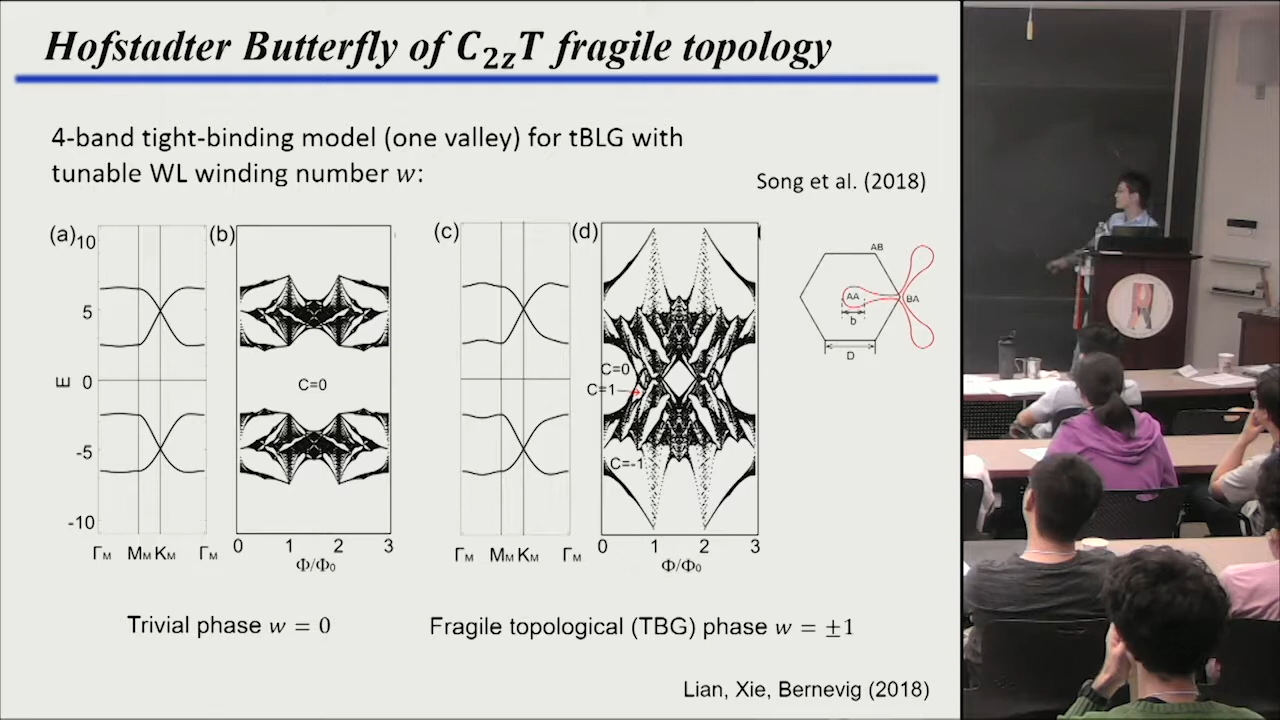 Hofstadter Butterfly of C₂zT fragile topology
4-band tight-binding model (one valley) for tBLG with
tunable WL winding number w:
Song et al. (2018)
(a)
10
5
0
-5
-10
E
ΓM MM KM ΓM
(b)
C=0
0 1 2 3
Φ/Φ₀
(c)
ΓM MM KM ΓM
(d)
C=0
C=1
C=-1
0 1 2 3
Φ/Φ₀
AB
AA
BA
b
D
Trivial phase w = 0
Fragile topological (TBG) phase w = ±1
Lian, Xie, Bernevig (2018)